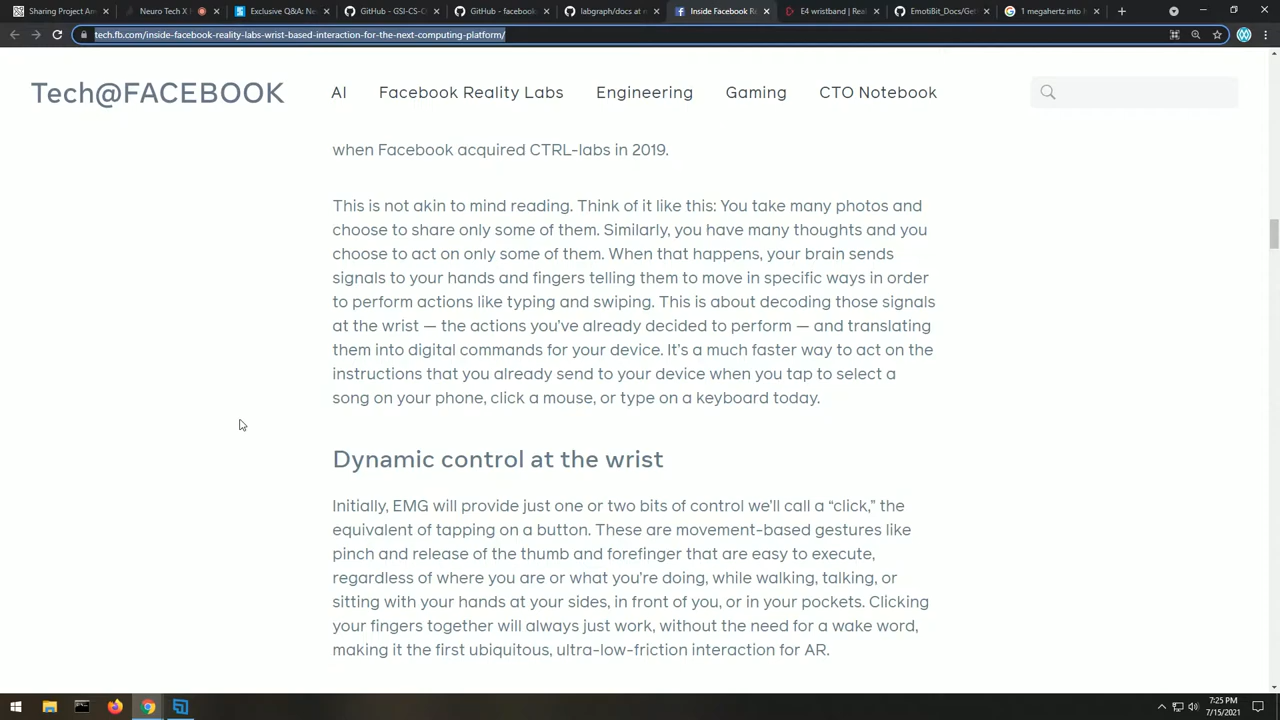 Sharing Project Am
Neuro Tech X I
Exclusive Q&A: Neo
GitHub - GSI-CS-C
GitHub - facebook
labgraph/docs at m
Inside Facebook Re
E4 wristband | Real
EmotiBit_Docs/Get
1 megahertz into h
tech.fb.com/inside-facebook-reality-labs-wrist-based-interaction-for-the-next-computing-platform/
Tech@FACEBOOK
AI
Facebook Reality Labs
Engineering
Gaming
CTO Notebook
when Facebook acquired CTRL-labs in 2019.
This is not akin to mind reading. Think of it like this: You take many photos and
choose to share only some of them. Similarly, you have many thoughts and you
choose to act on only some of them. When that happens, your brain sends
signals to your hands and fingers telling them to move in specific ways in order
to perform actions like typing and swiping. This is about decoding those signals
at the wrist — the actions you've already decided to perform — and translating
them into digital commands for your device. It's a much faster way to act on the
instructions that you already send to your device when you tap to select a
song on your phone, click a mouse, or type on a keyboard today.
Dynamic control at the wrist
Initially, EMG will provide just one or two bits of control we'll call a “click,” the
equivalent of tapping on a button. These are movement-based gestures like
pinch and release of the thumb and forefinger that are easy to execute,
regardless of where you are or what you're doing, while walking, talking, or
sitting with your hands at your sides, in front of you, or in your pockets. Clicking
your fingers together will always just work, without the need for a wake word,
making it the first ubiquitous, ultra-low-friction interaction for AR.
7:25 PM
7/15/2021